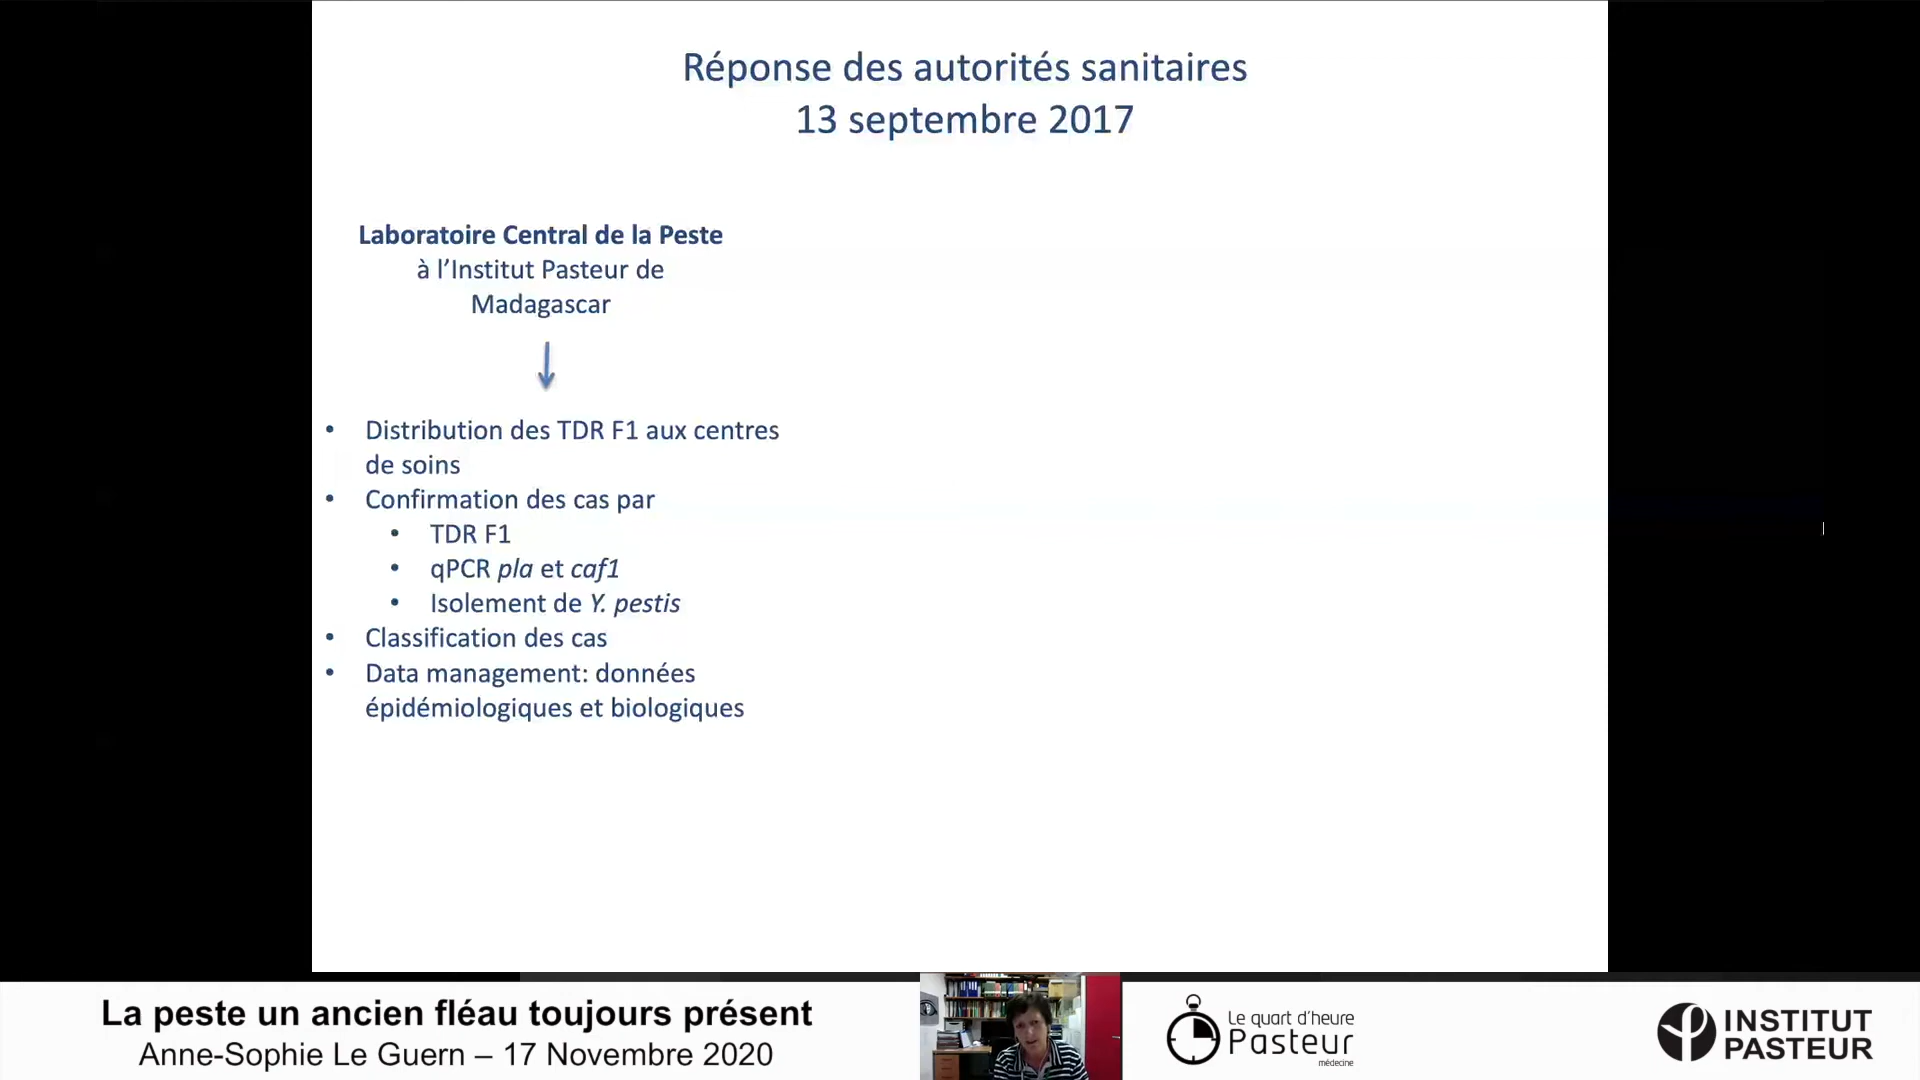 Réponse des autorités sanitaires
13 septembre 2017
Laboratoire Central de la Peste
à l’Institut Pasteur de
Madagascar
• Distribution des TDR F1 aux centres
de soins
• Confirmation des cas par
• TDR F1
• qPCR pla et caf1
• Isolement de Y. pestis
• Classification des cas
• Data management: données
épidémiologiques et biologiques
La peste un ancien fléau toujours présent
Anne-Sophie Le Guern – 17 Novembre 2020
Le quart d’heure
Pasteur
médecine
INSTITUT
PASTEUR